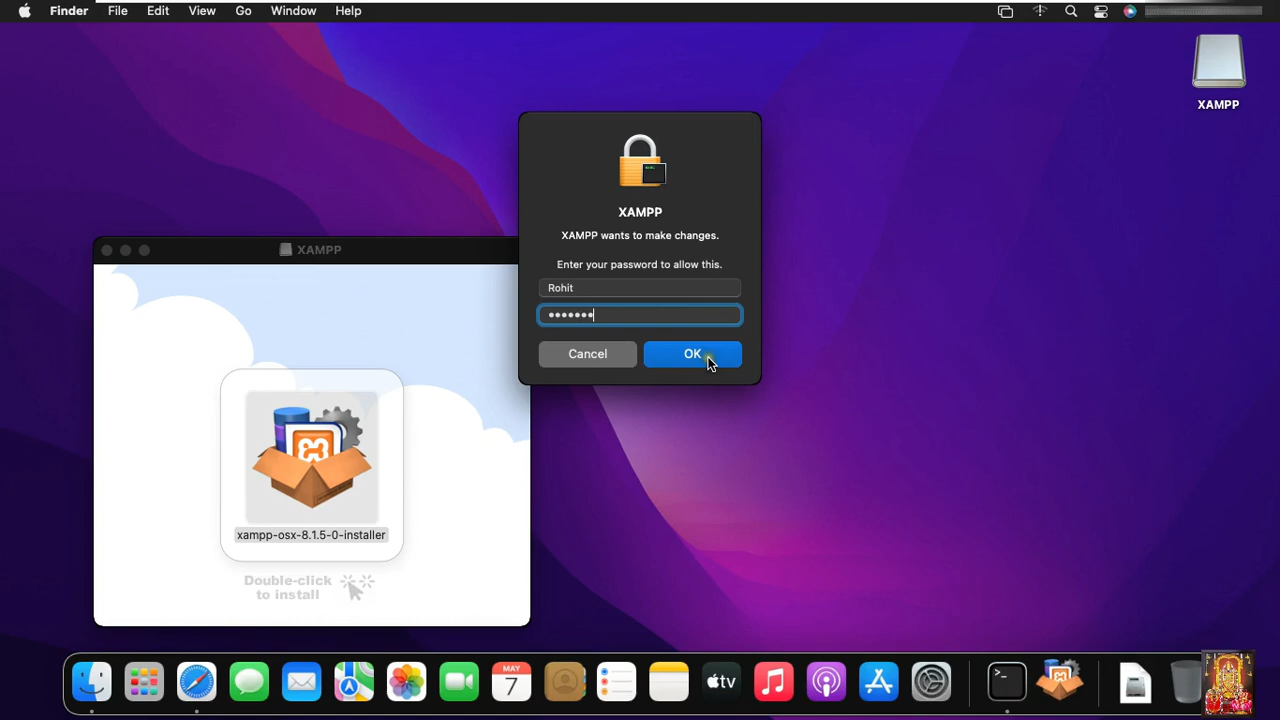 Finder File Edit View Go Window Help
XAMPP
XAMPP
XAMPP wants to make changes.
Enter your password to allow this.
Rohit
•••••••
Cancel OK
XAMPP
xampp-osx-8.1.5-0-installer
Double-click
to install
MAY
7
tv